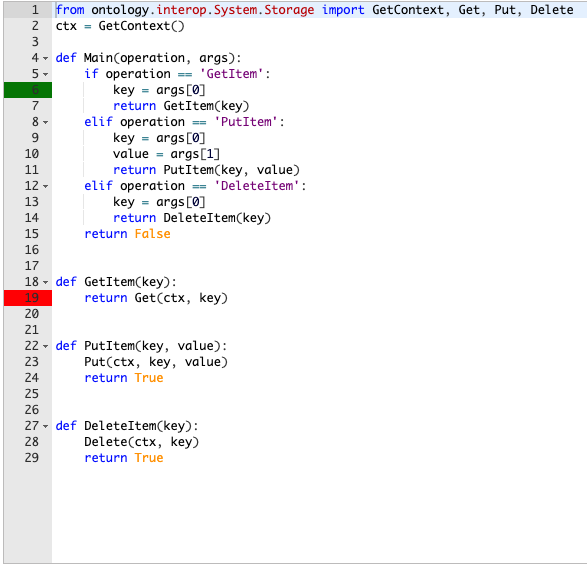 1 from ontology.interop.System.Storage import GetContext, Get, Put, Delete
2 ctx = GetContext()
3
4 def Main(operation, args):
5     if operation == 'GetItem':
6         key = args[0]
7         return GetItem(key)
8     elif operation == 'PutItem':
9         key = args[0]
10         value = args[1]
11         return PutItem(key, value)
12     elif operation == 'DeleteItem':
13         key = args[0]
14         return DeleteItem(key)
15     return False
16
17
18 def GetItem(key):
19     return Get(ctx, key)
20
21
22 def PutItem(key, value):
23     Put(ctx, key, value)
24     return True
25
26
27 def DeleteItem(key):
28     Delete(ctx, key)
29     return True